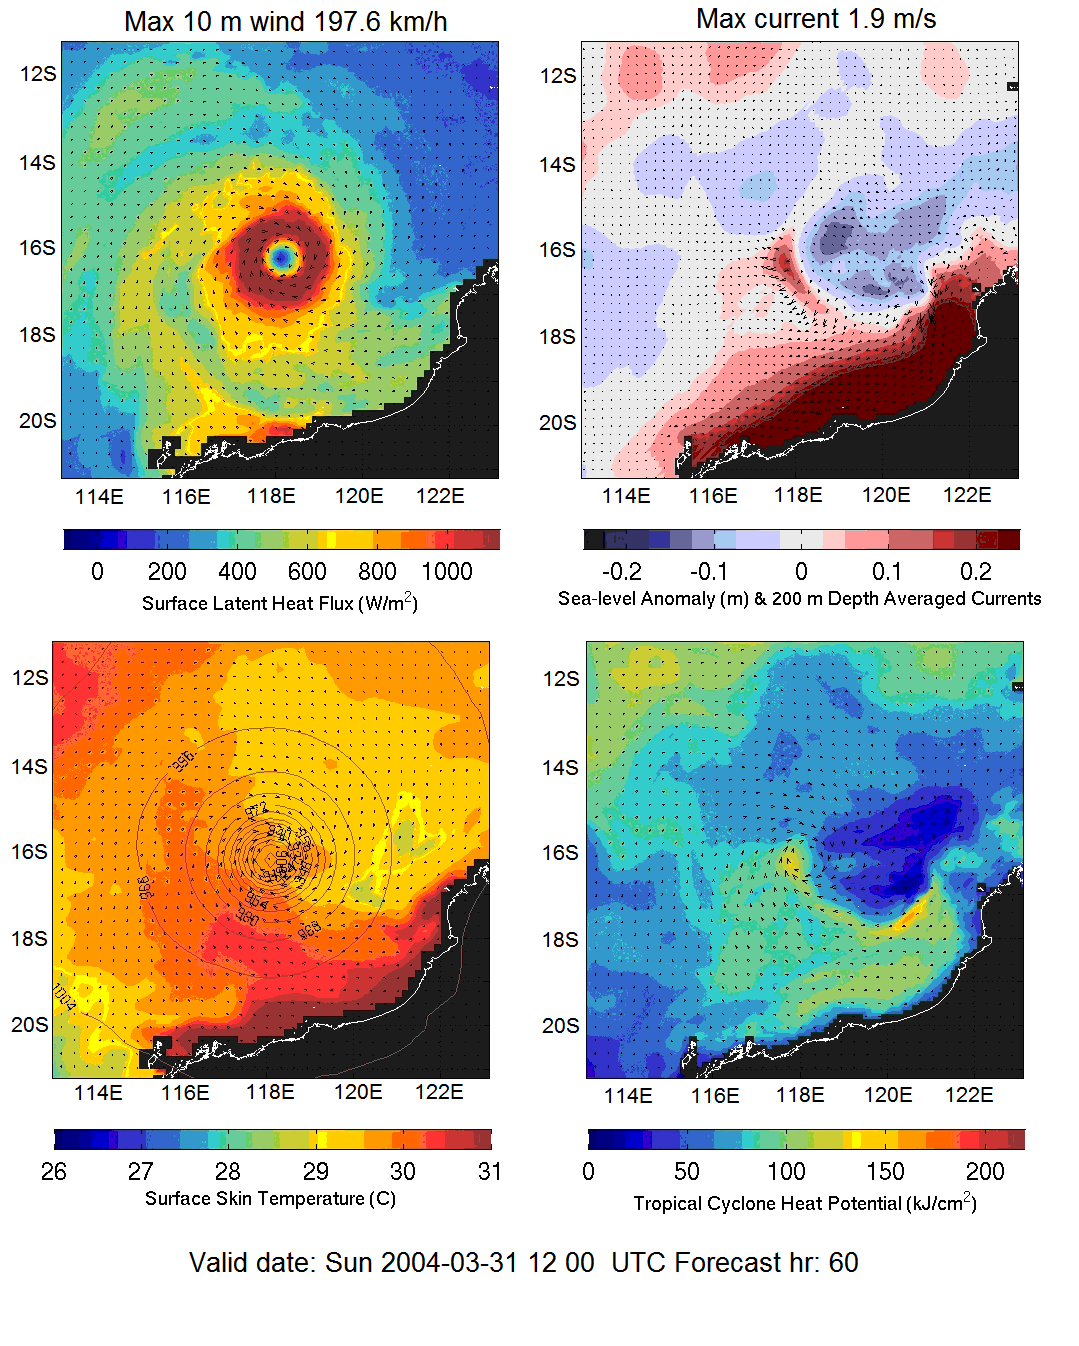 Max 10 m wind 197.6 km/h
12S
14S
16S
18S
20S
114E 116E 118E 120E 122E
0 200 400 600 800 1000
Surface Latent Heat Flux (W/m²)
Max current 1.9 m/s
12S
14S
16S
18S
20S
114E 116E 118E 120E 122E
-0.2 -0.1 0 0.1 0.2
Sea-level Anomaly (m) & 200 m Depth Averaged Currents
12S
14S
16S
18S
20S
996
972
996
964
980
988
1004
114E 116E 118E 120E 122E
26 27 28 29 30 31
Surface Skin Temperature (C)
12S
14S
16S
18S
20S
114E 116E 118E 120E 122E
0 50 100 150 200
Tropical Cyclone Heat Potential (kJ/cm²)
Valid date: Sun 2004-03-31 12 00 UTC Forecast hr: 60